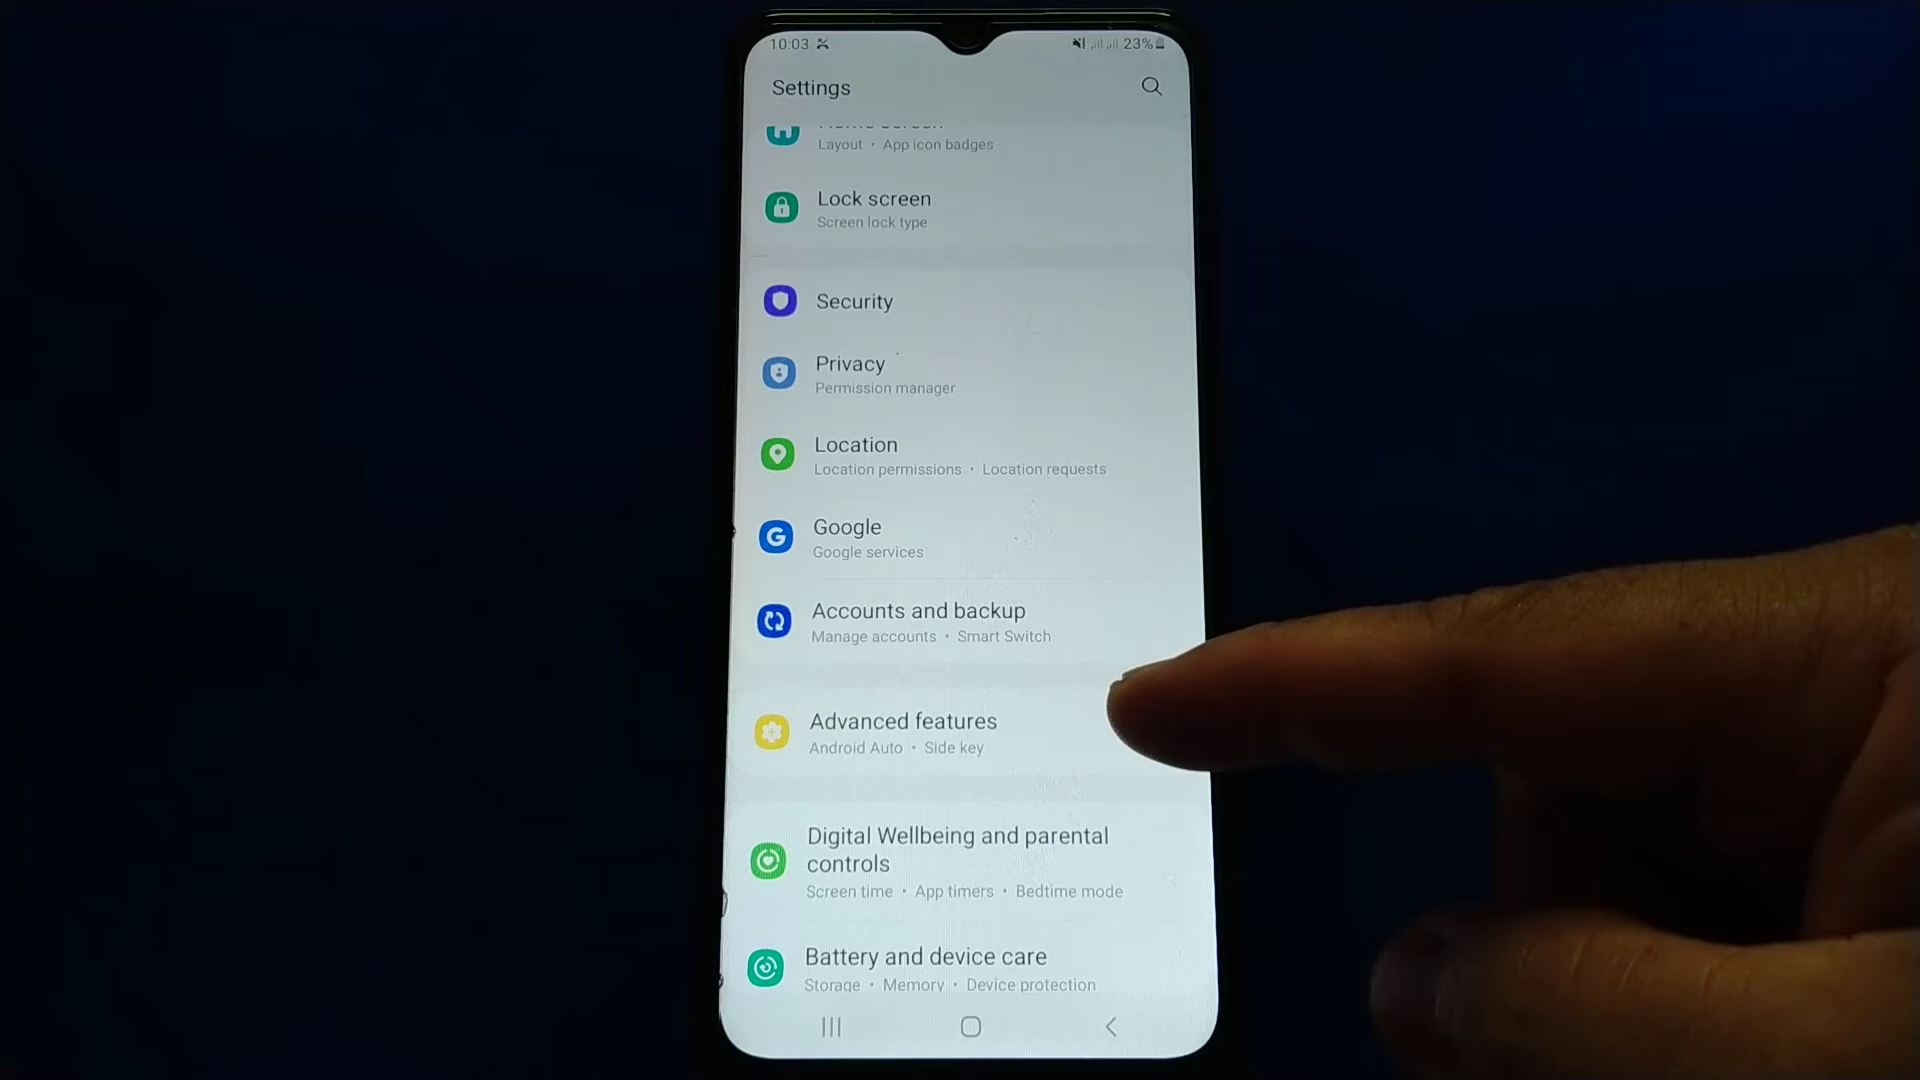 10:03
23%
Settings
Layout • App icon badges
Lock screen
Screen lock type
Security
Privacy
Permission manager
Location
Location permissions • Location requests
Google
Google services
Accounts and backup
Manage accounts • Smart Switch
Advanced features
Android Auto • Side key
Digital Wellbeing and parental
controls
Screen time • App timers • Bedtime mode
Battery and device care
Storage • Memory • Device protection